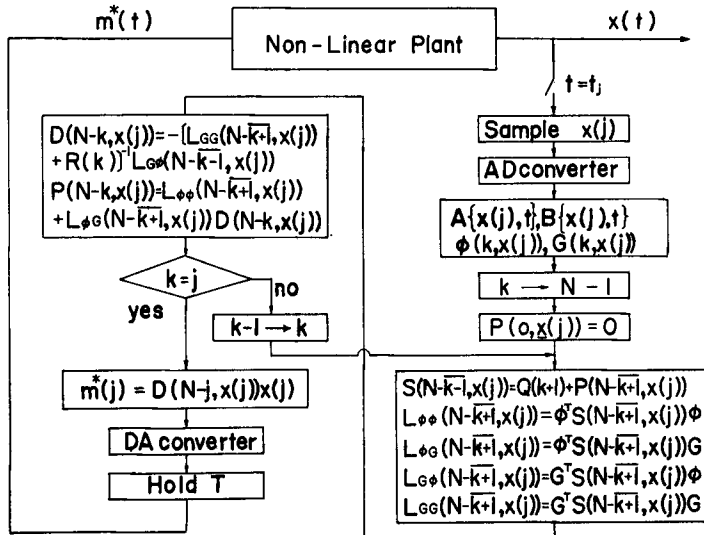 m*(t)
Non-Linear Plant
x(t)
t=tj
Sample x(j)
AD converter
A{x(j),t},B{x(j),t}
ϕ(k,x(j)),G(k,x(j))
k → N-1
P(o,x(j))=O
S(N-k̅-̅1̅,x(j))=Q(k+1)+P(N-k̅+̅1̅,x(j))
Lϕϕ(N-k̅+̅1̅,x(j))=ϕᵀS(N-k̅+̅1̅,x(j))ϕ
LϕG(N-k̅+̅1̅,x(j))=ϕᵀS(N-k̅+̅1̅,x(j))G
LGϕ(N-k̅+̅1̅,x(j))=GᵀS(N-k̅+̅1̅,x(j))ϕ
LGG(N-k̅+̅1̅,x(j))=GᵀS(N-k̅+̅1̅,x(j))G
D(N-k,x(j))=-[LGG(N-k̅+̅1̅,x(j))
+R(k)]⁻¹LGϕ(N-k̅-̅1̅,x(j))
P(N-k,x(j))=Lϕϕ(N-k̅+̅1̅,x(j))
+LϕG(N-k̅+̅1̅,x(j))D(N-k,x(j))
k=j
no
yes
k-1 → k
m*(j) = D(N-j,x(j))x(j)
DA converter
Hold T